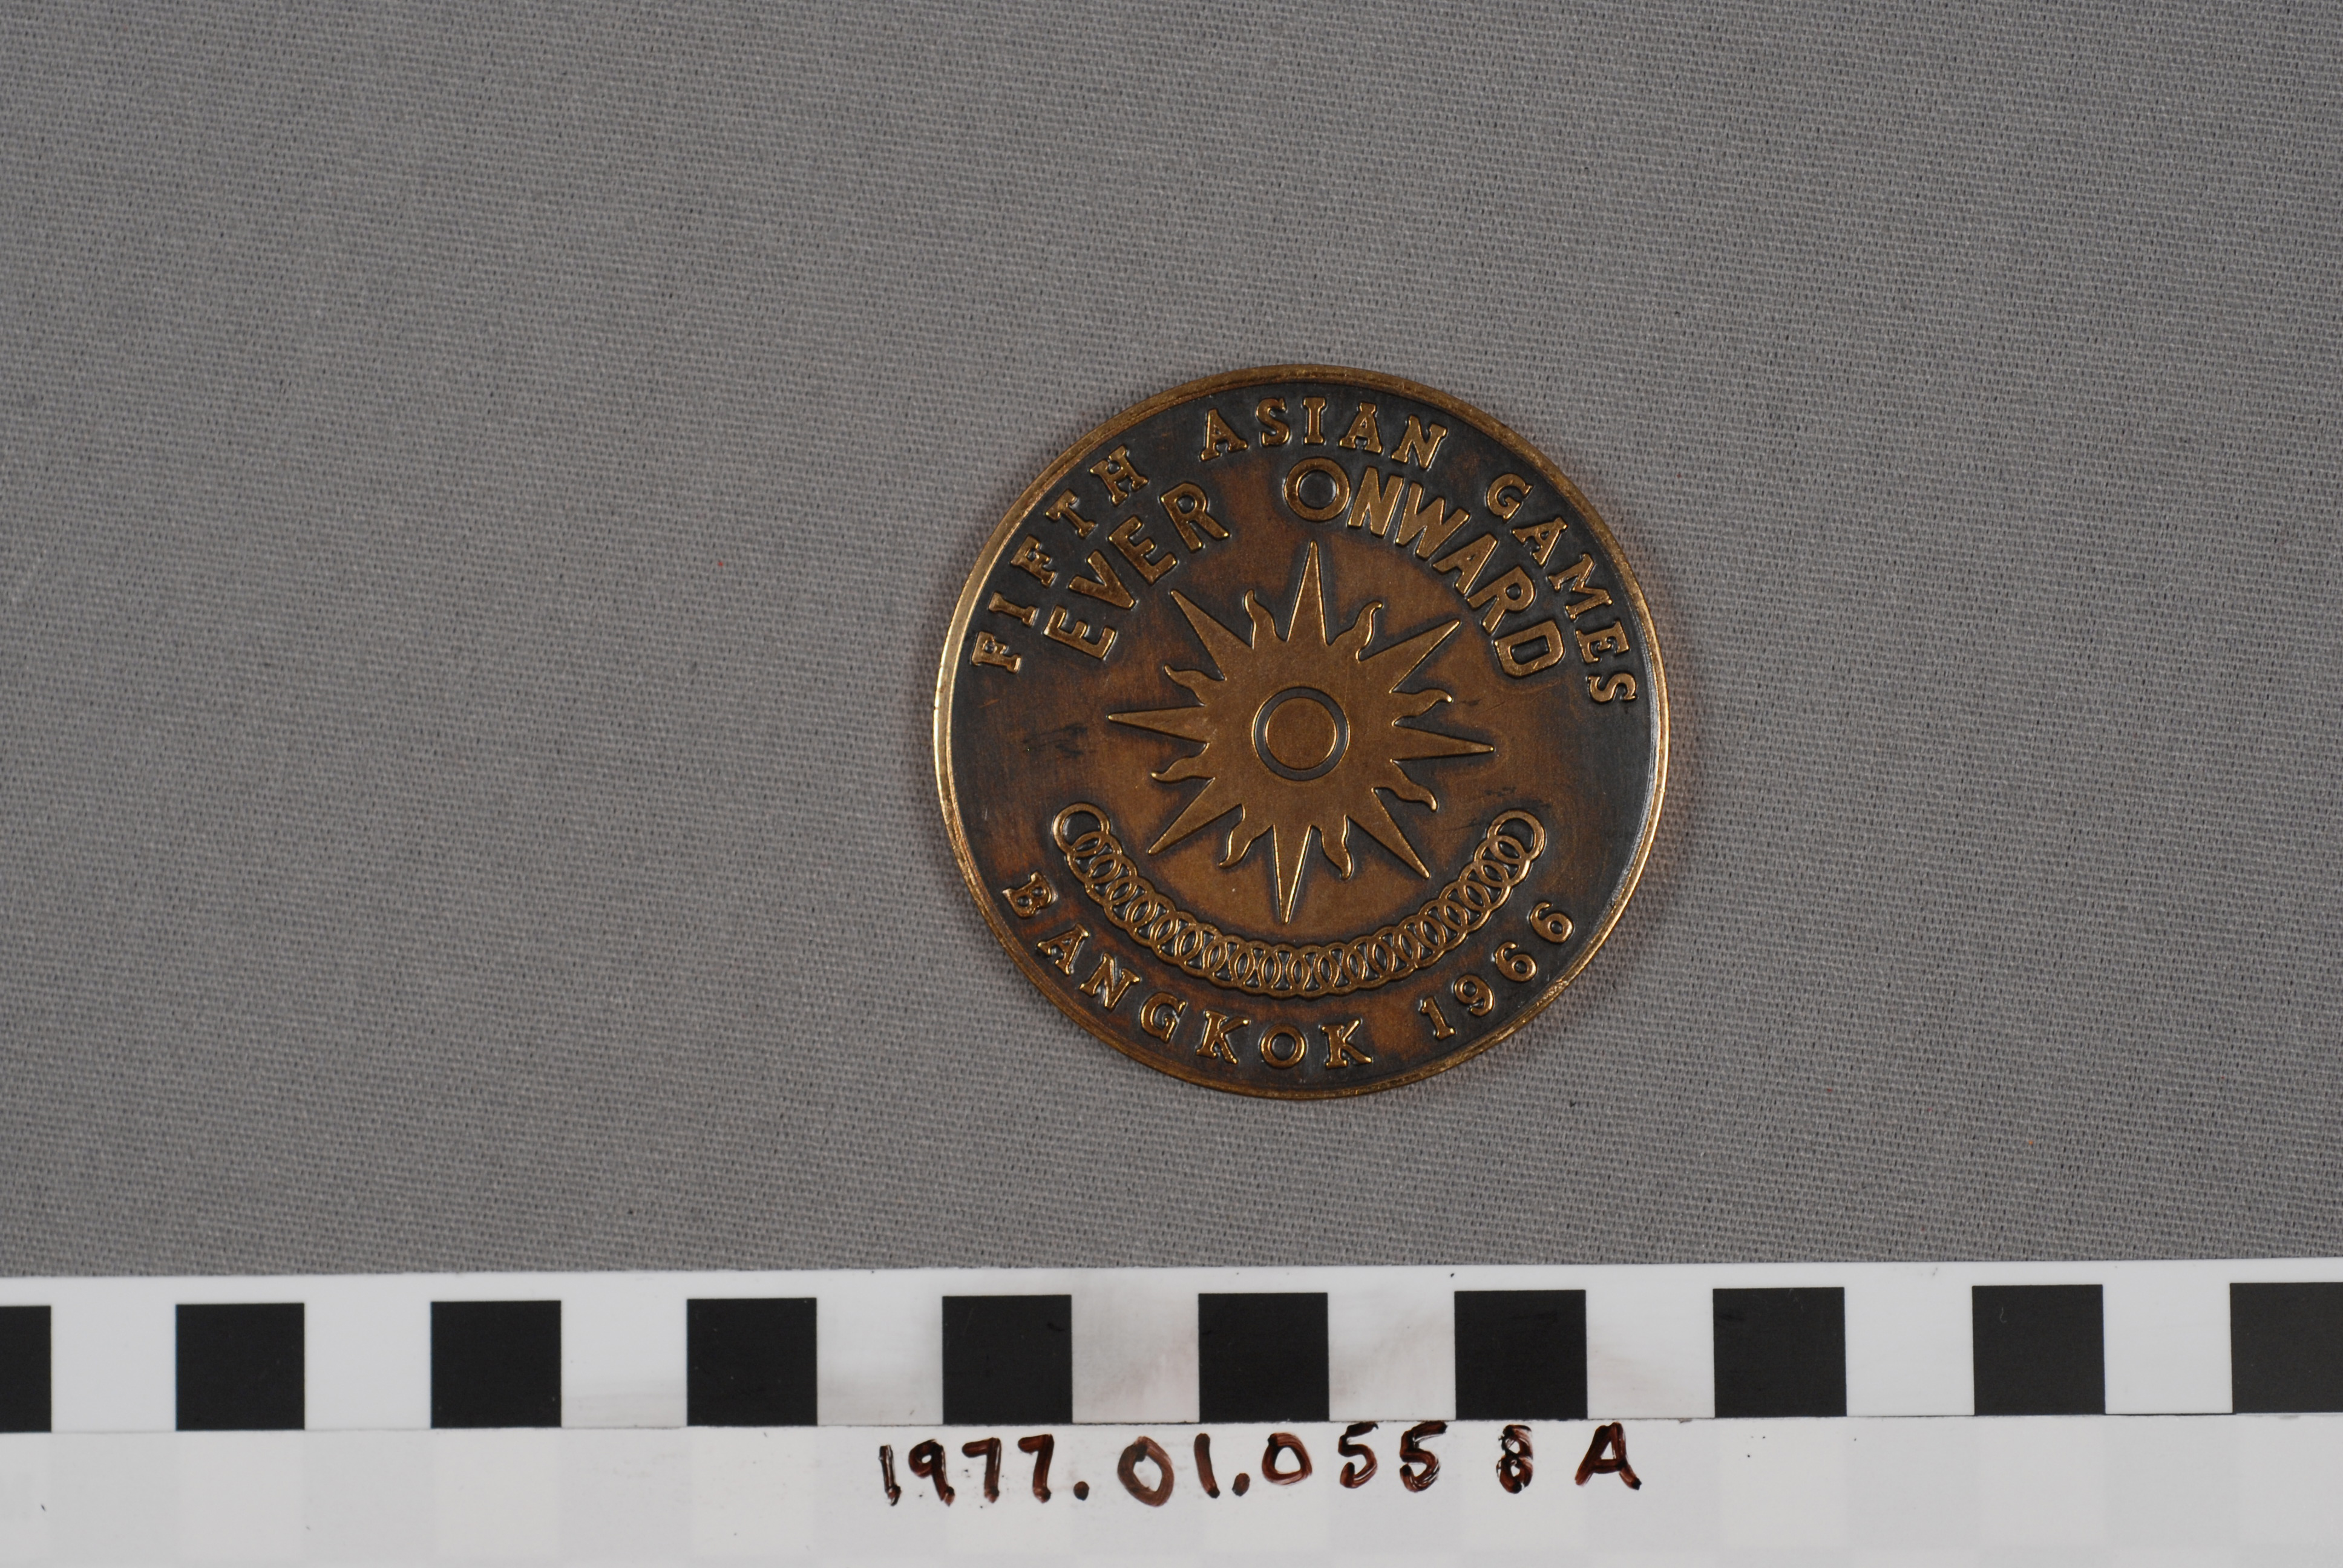 FIFTH ASIAN GAMES
EVER ONWARD
BANGKOK 1966
1977.01.0558A